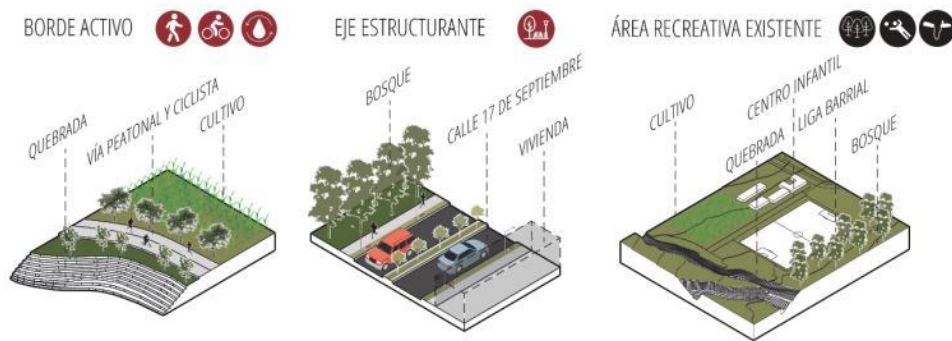 BORDE ACTIVO
EJE ESTRUCTURANTE
ÁREA RECREATIVA EXISTENTE
QUEBRADA
VÍA PEATONAL Y CICLISTA
CULTIVO
BOSQUE
CALLE 17 DE SEPTIEMBRE
VIVIENDA
CULTIVO
QUEBRADA
CENTRO INFANTIL
LIGA BARRIAL
BOSQUE